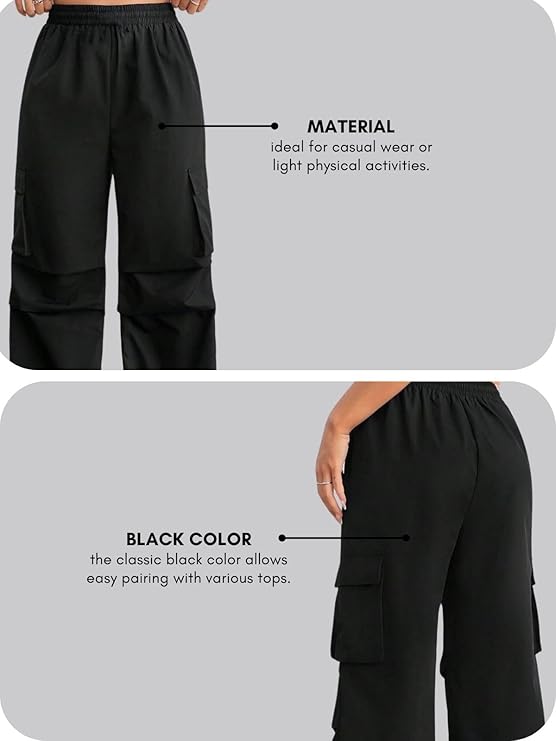 MATERIAL
ideal for casual wear or
light physical activities.
BLACK COLOR
the classic black color allows
easy pairing with various tops.